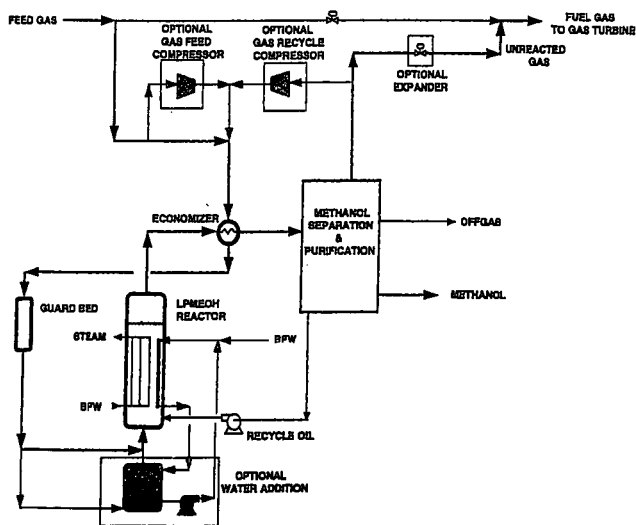 FEED GAS
FUEL GAS
TO GAS TURBINE
OPTIONAL
GAS FEED
COMPRESSOR
OPTIONAL
GAS RECYCLE
COMPRESSOR
UNREACTED
GAS
OPTIONAL
EXPANDER
ECONOMIZER
METHANOL
SEPARATION
&
PURIFICATION
OFFGAS
METHANOL
GUARD BED
LPMEOH
REACTOR
STEAM
BFW
BFW
RECYCLE OIL
OPTIONAL
WATER ADDITION